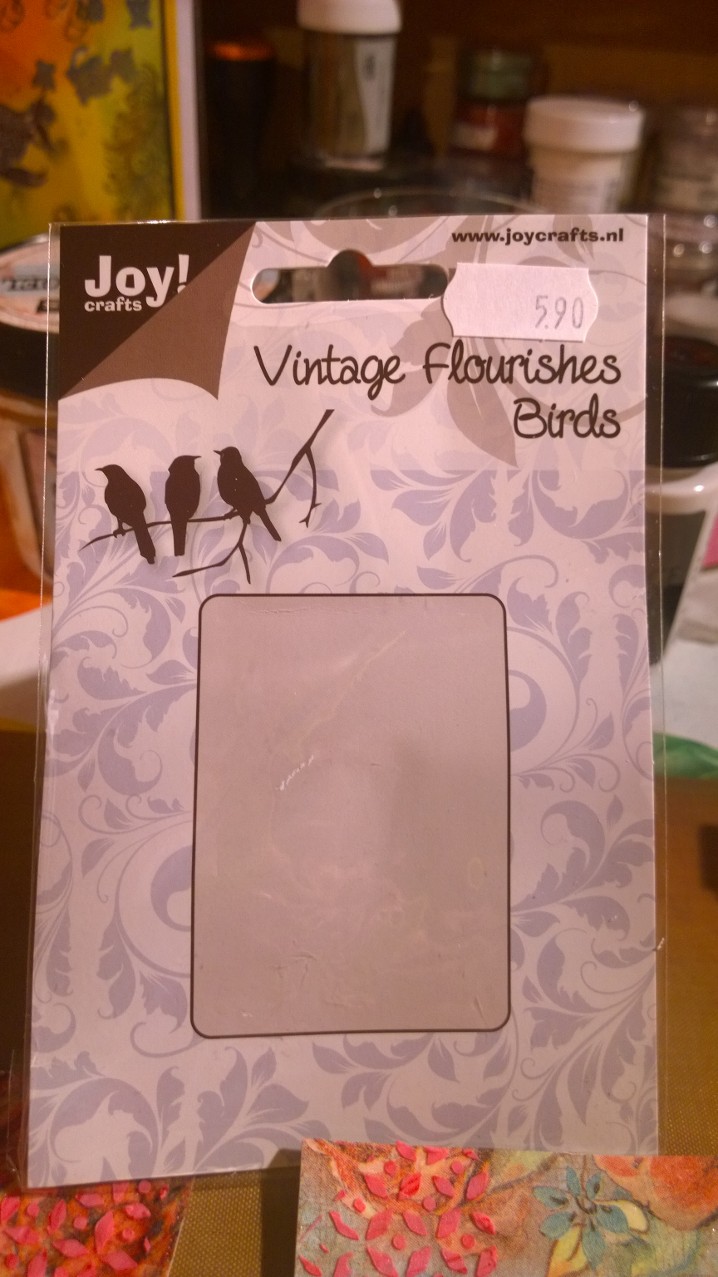 www.joycrafts.nl
Joy!
crafts
5.90
Vintage Flourishes
Birds